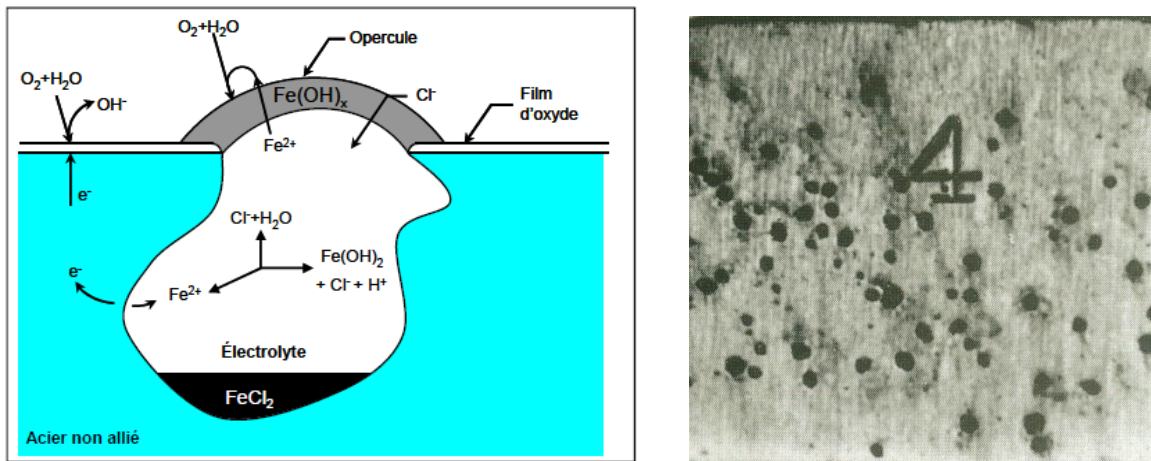 O₂+H₂O
Opercule
O₂+H₂O
OH⁻
Fe(OH)ₓ
Cl⁻
Film
d'oxyde
Fe²⁺
e⁻
Cl⁻+H₂O
Fe(OH)₂
+ Cl⁻ + H⁺
e⁻
Fe²⁺
Électrolyte
FeCl₂
Acier non allié
4